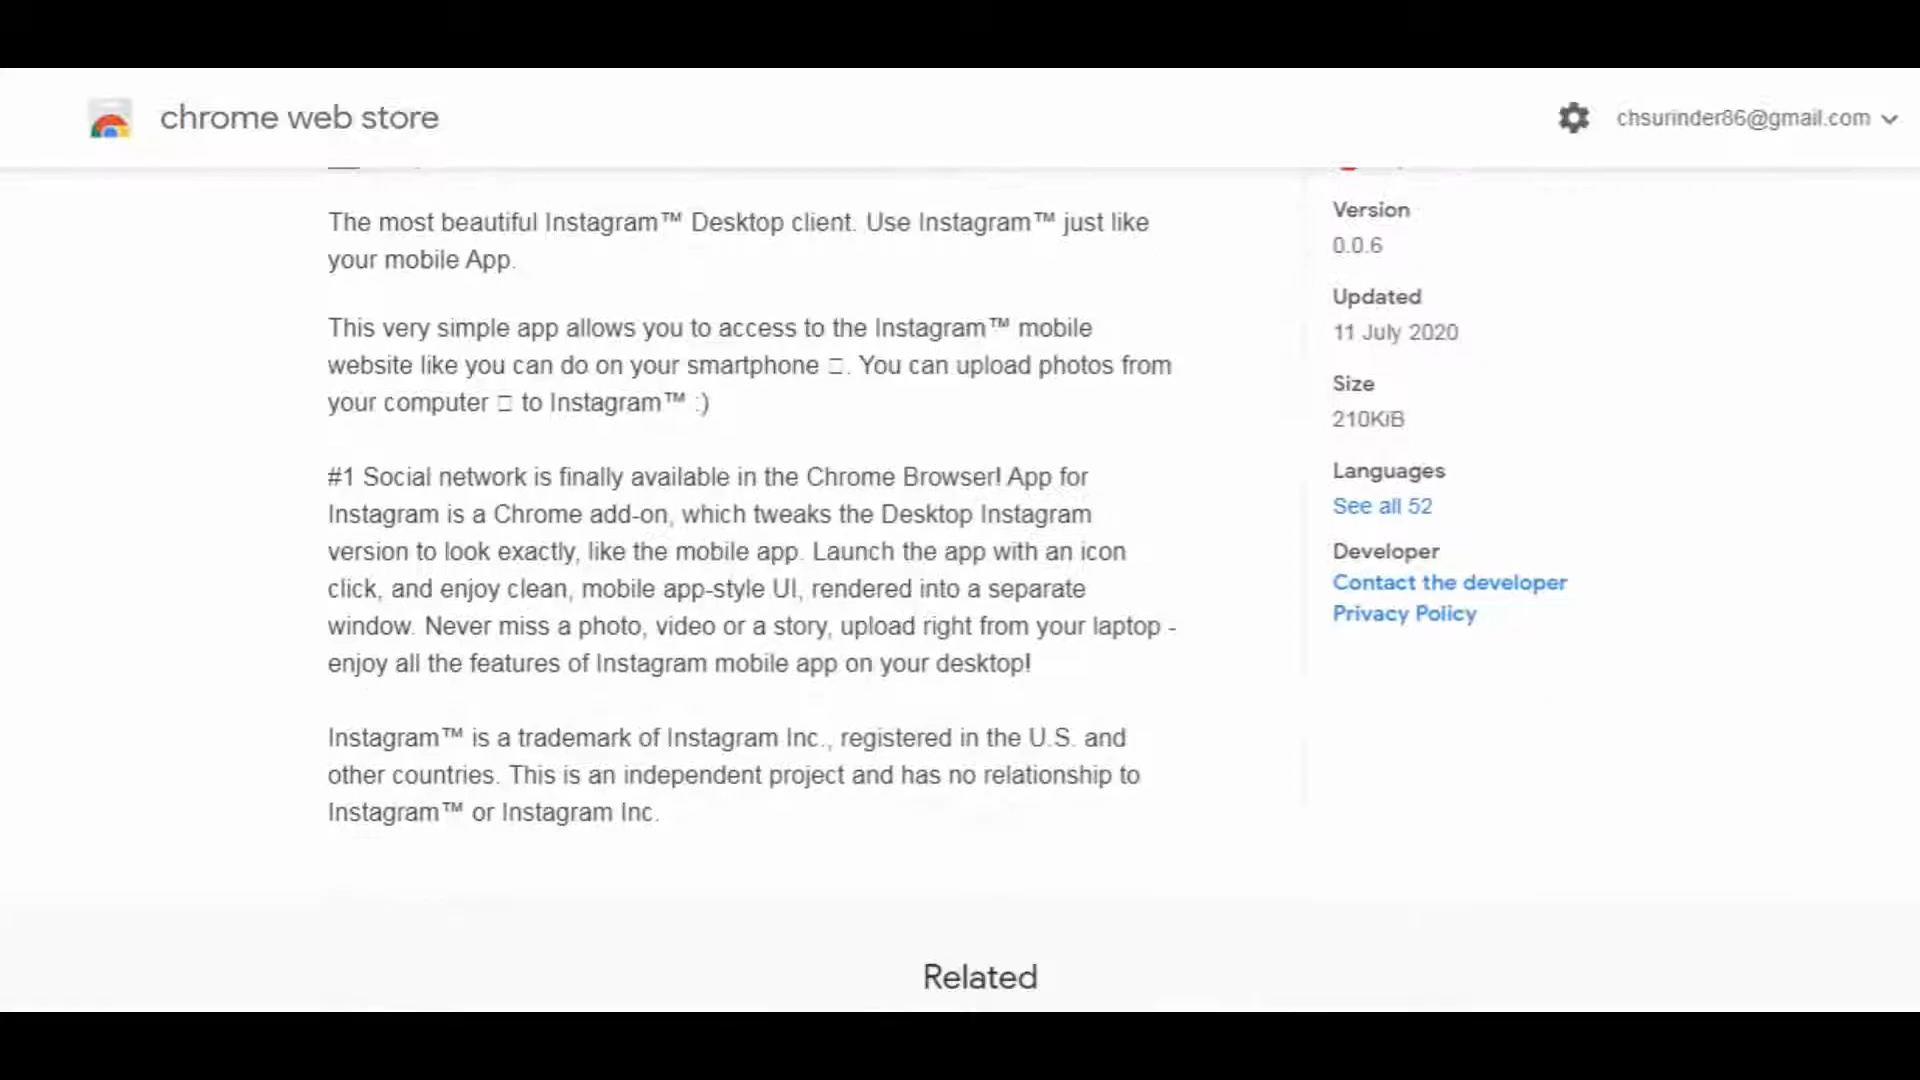 chrome web store
chsurinder86@gmail.com
The most beautiful Instagram™ Desktop client. Use Instagram™ just like
your mobile App.
This very simple app allows you to access to the Instagram™ mobile
website like you can do on your smartphone □. You can upload photos from
your computer □ to Instagram™ :)
#1 Social network is finally available in the Chrome Browser! App for
Instagram is a Chrome add-on, which tweaks the Desktop Instagram
version to look exactly, like the mobile app. Launch the app with an icon
click, and enjoy clean, mobile app-style UI, rendered into a separate
window. Never miss a photo, video or a story, upload right from your laptop -
enjoy all the features of Instagram mobile app on your desktop!
Instagram™ is a trademark of Instagram Inc., registered in the U.S. and
other countries. This is an independent project and has no relationship to
Instagram™ or Instagram Inc.
Version
0.0.6
Updated
11 July 2020
Size
210KiB
Languages
See all 52
Developer
Contact the developer
Privacy Policy
Related